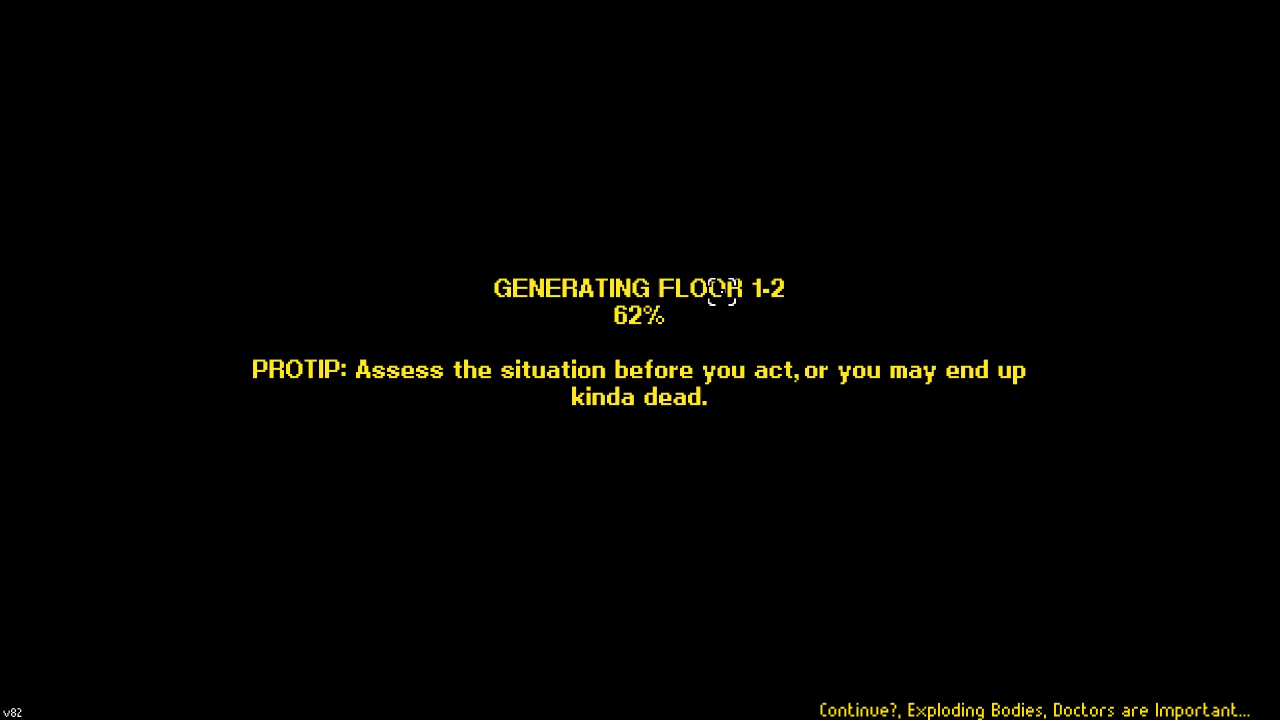 GENERATING FLOOR 1-2
62%
PROTIP: Assess the situation before you act, or you may end up
kinda dead.
v82
Continue?, Exploding Bodies, Doctors are Important...